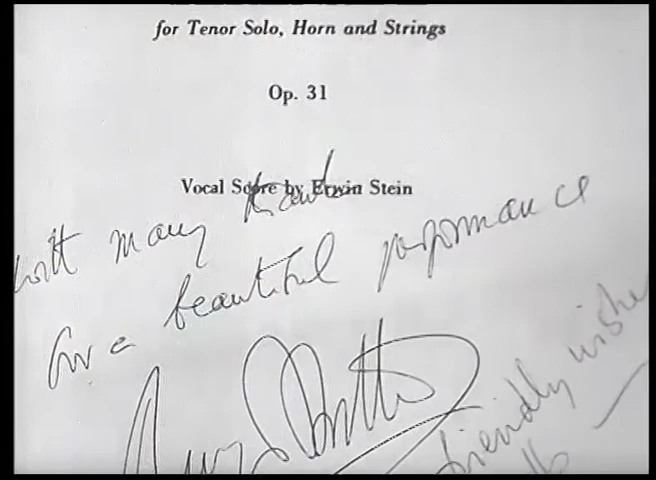 for Tenor Solo, Horn and Strings
Op. 31
Vocal Score by Erwin Stein
with many thanks
for a beautiful performance
friendly wishe